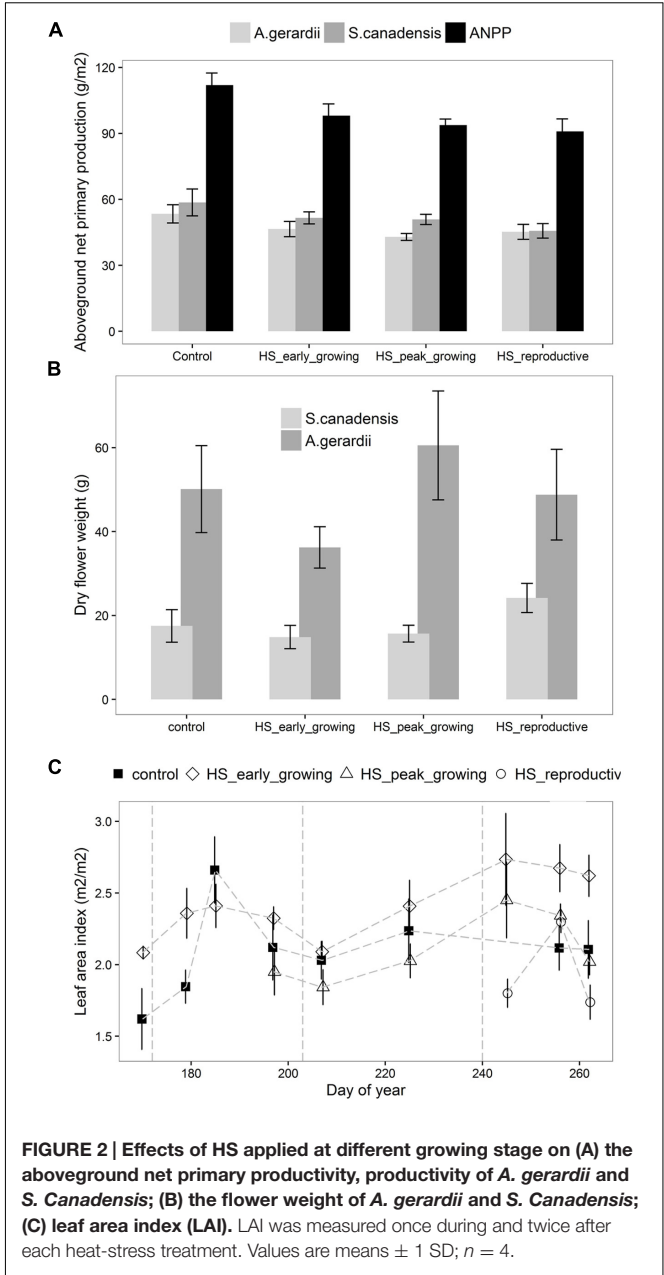 A
A.gerardii S.canadensis ANPP
Aboveground net primary production (g/m2)
120
90
60
30
0
Control HS_early_growing HS_peak_growing HS_reproductive
B
S.canadensis
A.gerardii
Dry flower weight (g)
60
40
20
0
control HS_early_growing HS_peak_growing HS_reproductive
C
control HS_early_growing HS_peak_growing HS_reproductiv
Leaf area index (m2/m2)
3.0
2.5
2.0
1.5
180 200 220 240 260
Day of year
FIGURE 2 | Effects of HS applied at different growing stage on (A) the
aboveground net primary productivity, productivity of A. gerardii and
S. Canadensis; (B) the flower weight of A. gerardii and S. Canadensis;
(C) leaf area index (LAI). LAI was measured once during and twice after
each heat-stress treatment. Values are means ± 1 SD; n = 4.